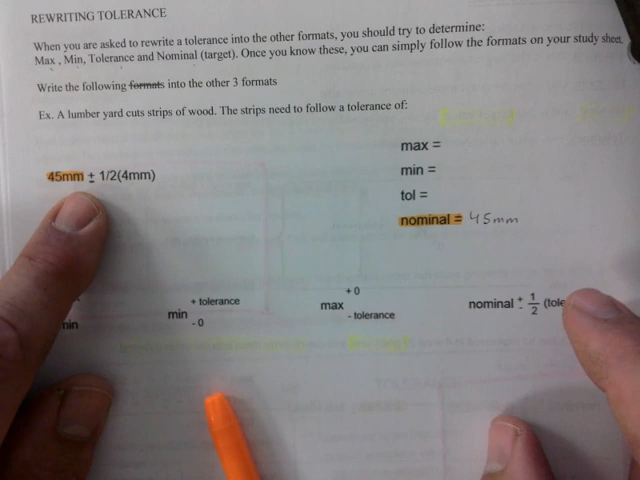 REWRITING TOLERANCE
When you are asked to rewrite a tolerance into the other formats, you should try to determine:
Max , Min, Tolerance and Nominal (target). Once you know these, you can simply follow the formats on your study sheet.
Write the following formats into the other 3 formats
Ex. A lumber yard cuts strips of wood. The strips need to follow a tolerance of:
max =
45mm ± 1/2(4mm)
min =
tol =
nominal = 45mm
min
min + tolerance - 0
max + 0 - tolerance
nominal ± 1/2 (tole